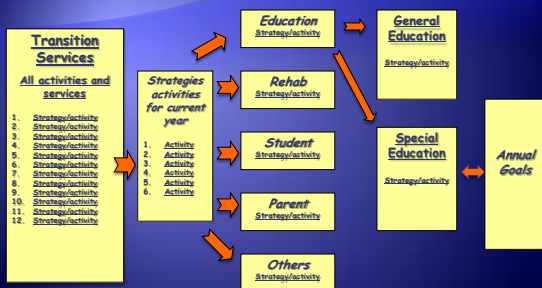 Transition
Services
All activities and
services
1. Strategy/activity
2. Strategy/activity
3. Strategy/activity
4. Strategy/activity
5. Strategy/activity
6. Strategy/activity
7. Strategy/activity
8. Strategy/activity
9. Strategy/activity
10. Strategy/activity
11. Strategy/activity
12. Strategy/activity
Strategies
activities
for current
year
1. Activity
2. Activity
3. Activity
4. Activity
5. Activity
6. Activity
Education
Strategy/activity
Rehab
Strategy/activity
Student
Strategy/activity
Parent
Strategy/activity
Others
Strategy/activity
General
Education
Strategy/activity
Special
Education
Strategy/activity
Annual
Goals